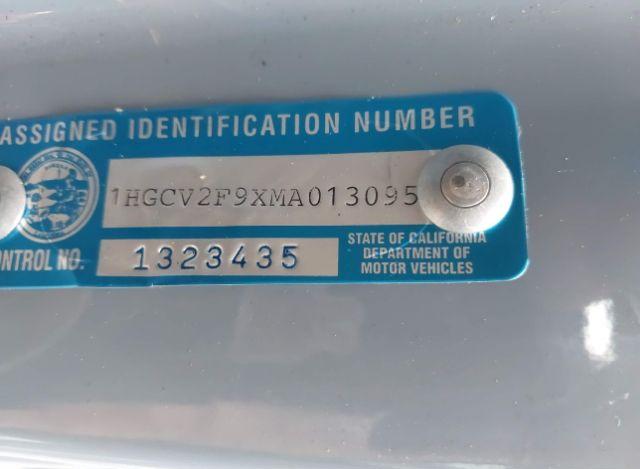 ASSIGNED IDENTIFICATION NUMBER
1HGCV2F9XMA013095
CONTROL NO. 1323435
STATE OF CALIFORNIA
DEPARTMENT OF
MOTOR VEHICLES